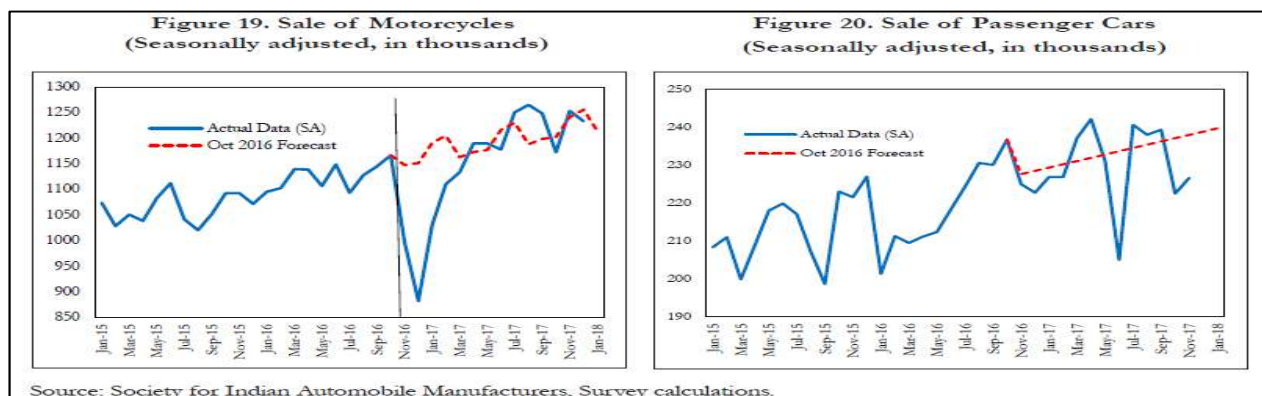 Figure 19. Sale of Motorcycles
(Seasonally adjusted, in thousands)
1300
1250
1200
1150
1100
1050
1000
950
900
850
Actual Data (SA)
Oct 2016 Forecast
Jan-15
Mar-15
May-15
Jul-15
Sep-15
Nov-15
Jan-16
Mar-16
May-16
Jul-16
Sep-16
Nov-16
Jan-17
Mar-17
May-17
Jul-17
Sep-17
Nov-17
Jan-18
Figure 20. Sale of Passenger Cars
(Seasonally adjusted, in thousands)
250
240
230
220
210
200
190
Actual Data (SA)
Oct 2016 Forecast
Jan-15
Mar-15
May-15
Jul-15
Sep-15
Nov-15
Jan-16
Mar-16
May-16
Jul-16
Sep-16
Nov-16
Jan-17
Mar-17
May-17
Jul-17
Sep-17
Nov-17
Jan-18
Source: Society for Indian Automobile Manufacturers, Survey calculations.